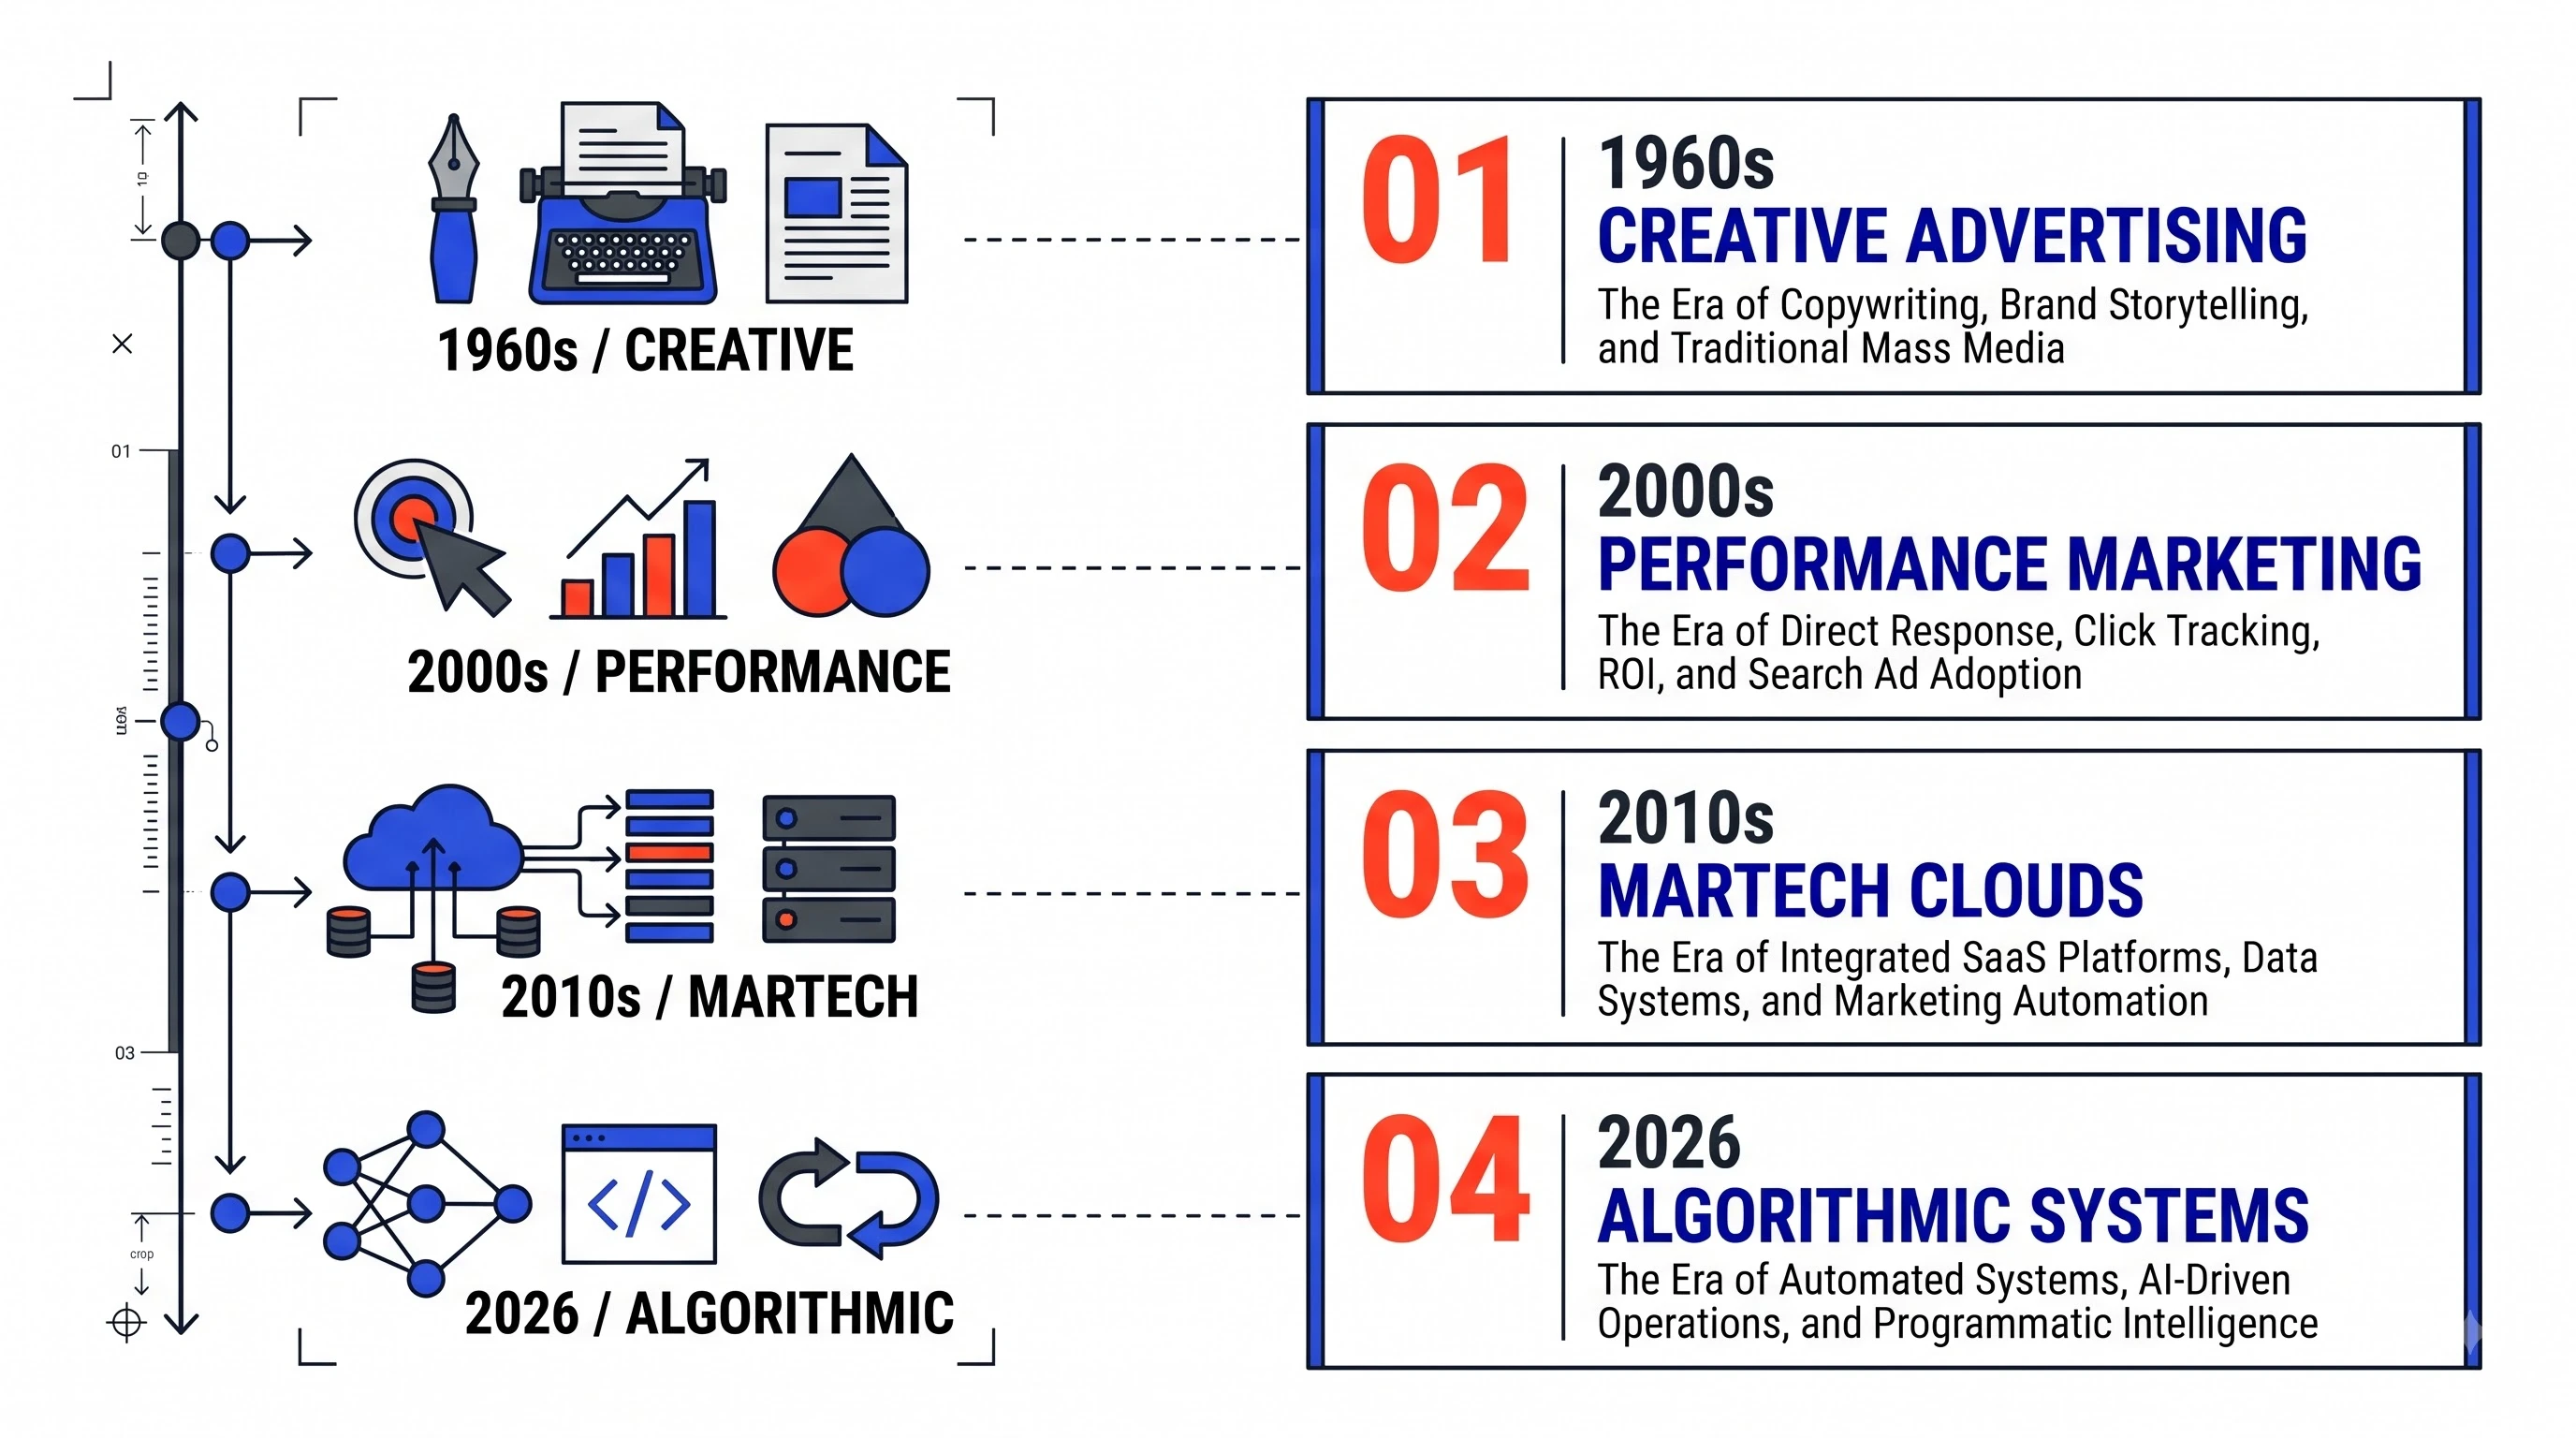 10
01
03
crop
1960s / CREATIVE
2000s / PERFORMANCE
2010s / MARTECH
2026 / ALGORITHMIC
01
1960s
CREATIVE ADVERTISING
The Era of Copywriting, Brand Storytelling,
and Traditional Mass Media
02
2000s
PERFORMANCE MARKETING
The Era of Direct Response, Click Tracking,
ROI, and Search Ad Adoption
03
2010s
MARTECH CLOUDS
The Era of Integrated SaaS Platforms, Data
Systems, and Marketing Automation
04
2026
ALGORITHMIC SYSTEMS
The Era of Automated Systems, AI-Driven
Operations, and Programmatic Intelligence